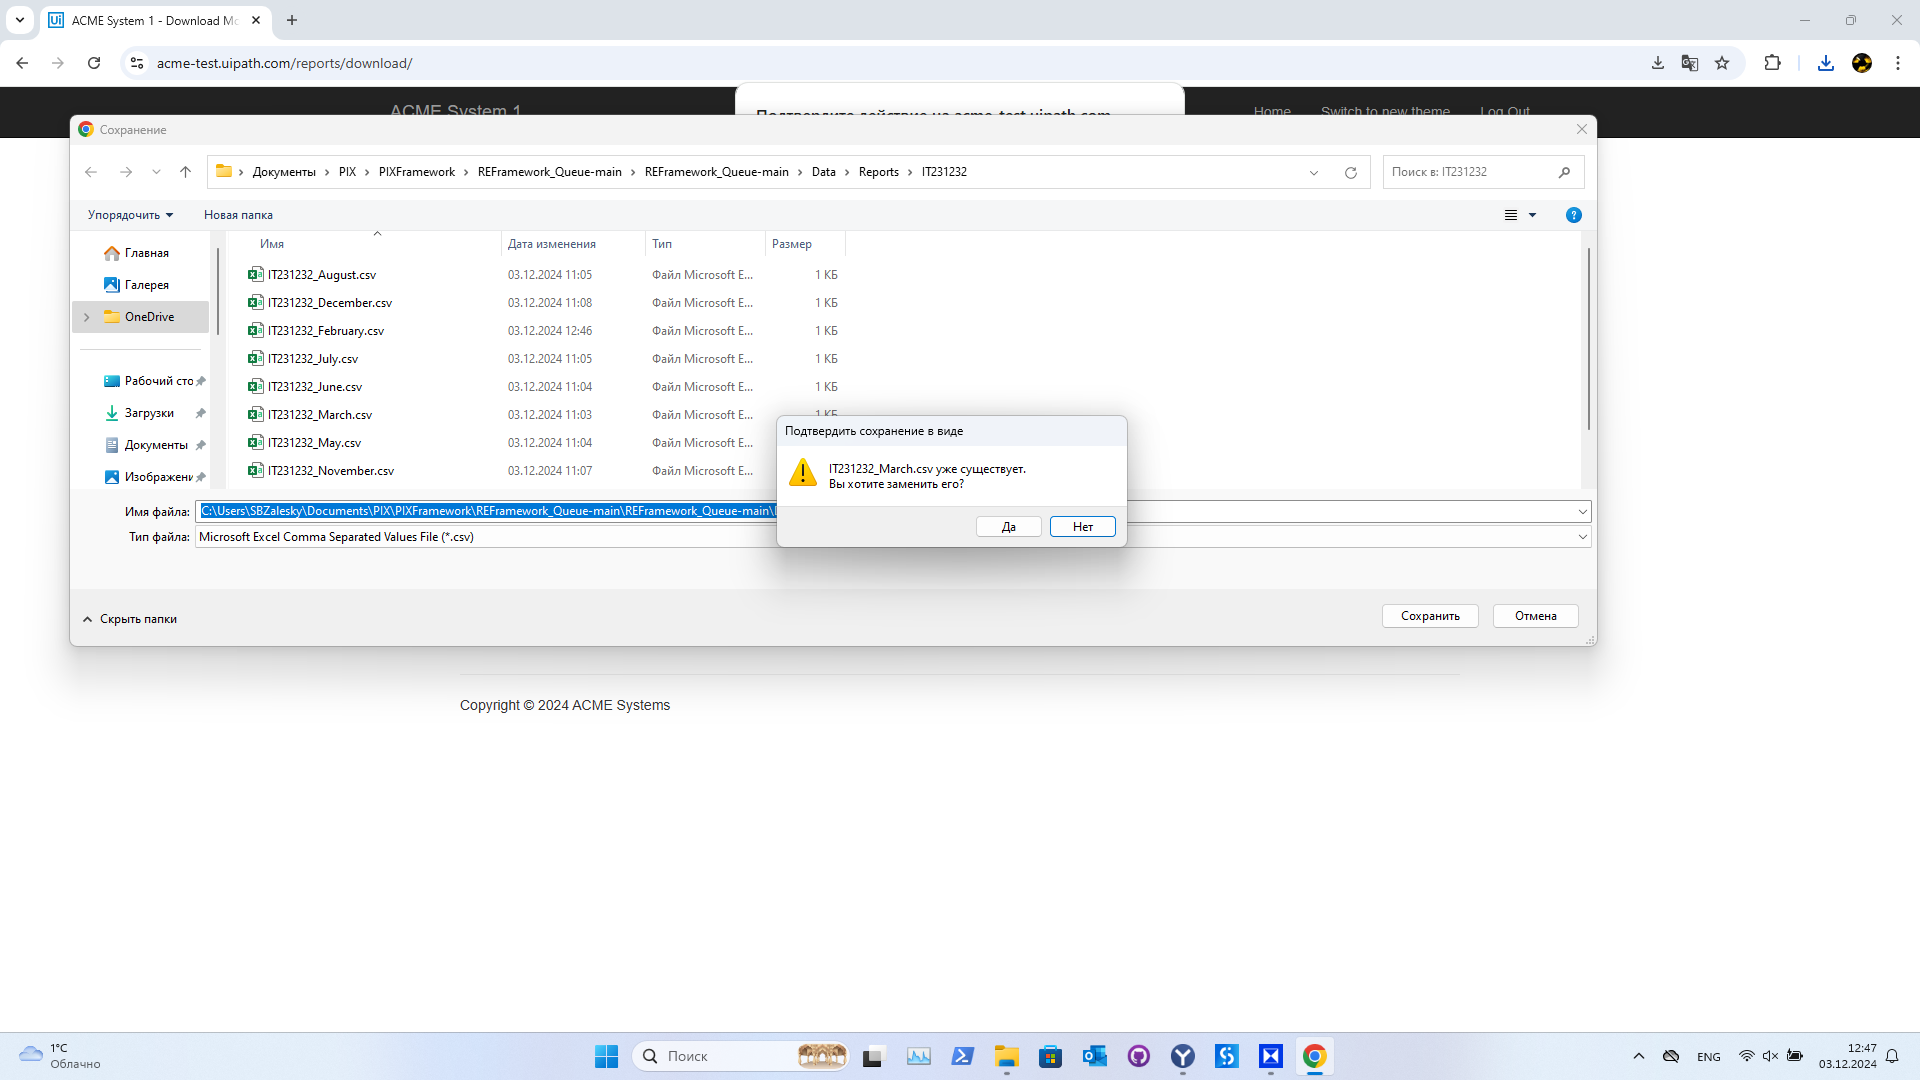 ACME System 1 - Download Mo
acme-test.uipath.com/reports/download/
ACME System 1
Подтвердите действие на acme-test.uipath.com
Home
Switch to new theme
Log Out
Сохранение
Документы
PIX
PIXFramework
REFramework_Queue-main
REFramework_Queue-main
Data
Reports
IT231232
Поиск в: IT231232
Упорядочить
Новая папка
Главная
Галерея
OneDrive
Рабочий сто
Загрузки
Документы
Изображени
Имя
Дата изменения
Тип
Размер
IT231232_August.csv 03.12.2024 11:05 Файл Microsoft E... 1 КБ
IT231232_December.csv 03.12.2024 11:08 Файл Microsoft E... 1 КБ
IT231232_February.csv 03.12.2024 12:46 Файл Microsoft E... 1 КБ
IT231232_July.csv 03.12.2024 11:05 Файл Microsoft E... 1 КБ
IT231232_June.csv 03.12.2024 11:04 Файл Microsoft E... 1 КБ
IT231232_March.csv 03.12.2024 11:03 Файл Microsoft E... 1 КБ
IT231232_May.csv 03.12.2024 11:04 Файл Microsoft E...
IT231232_November.csv 03.12.2024 11:07 Файл Microsoft E...
Подтвердить сохранение в виде
IT231232_March.csv уже существует.
Вы хотите заменить его?
Да
Нет
Имя файла:
C:\Users\SBZalesky\Documents\PIX\PIXFramework\REFramework_Queue-main\REFramework_Queue-main\
Тип файла:
Microsoft Excel Comma Separated Values File (*.csv)
Скрыть папки
Сохранить
Отмена
Copyright © 2024 ACME Systems
1°C
Облачно
Поиск
ENG
12:47
03.12.2024